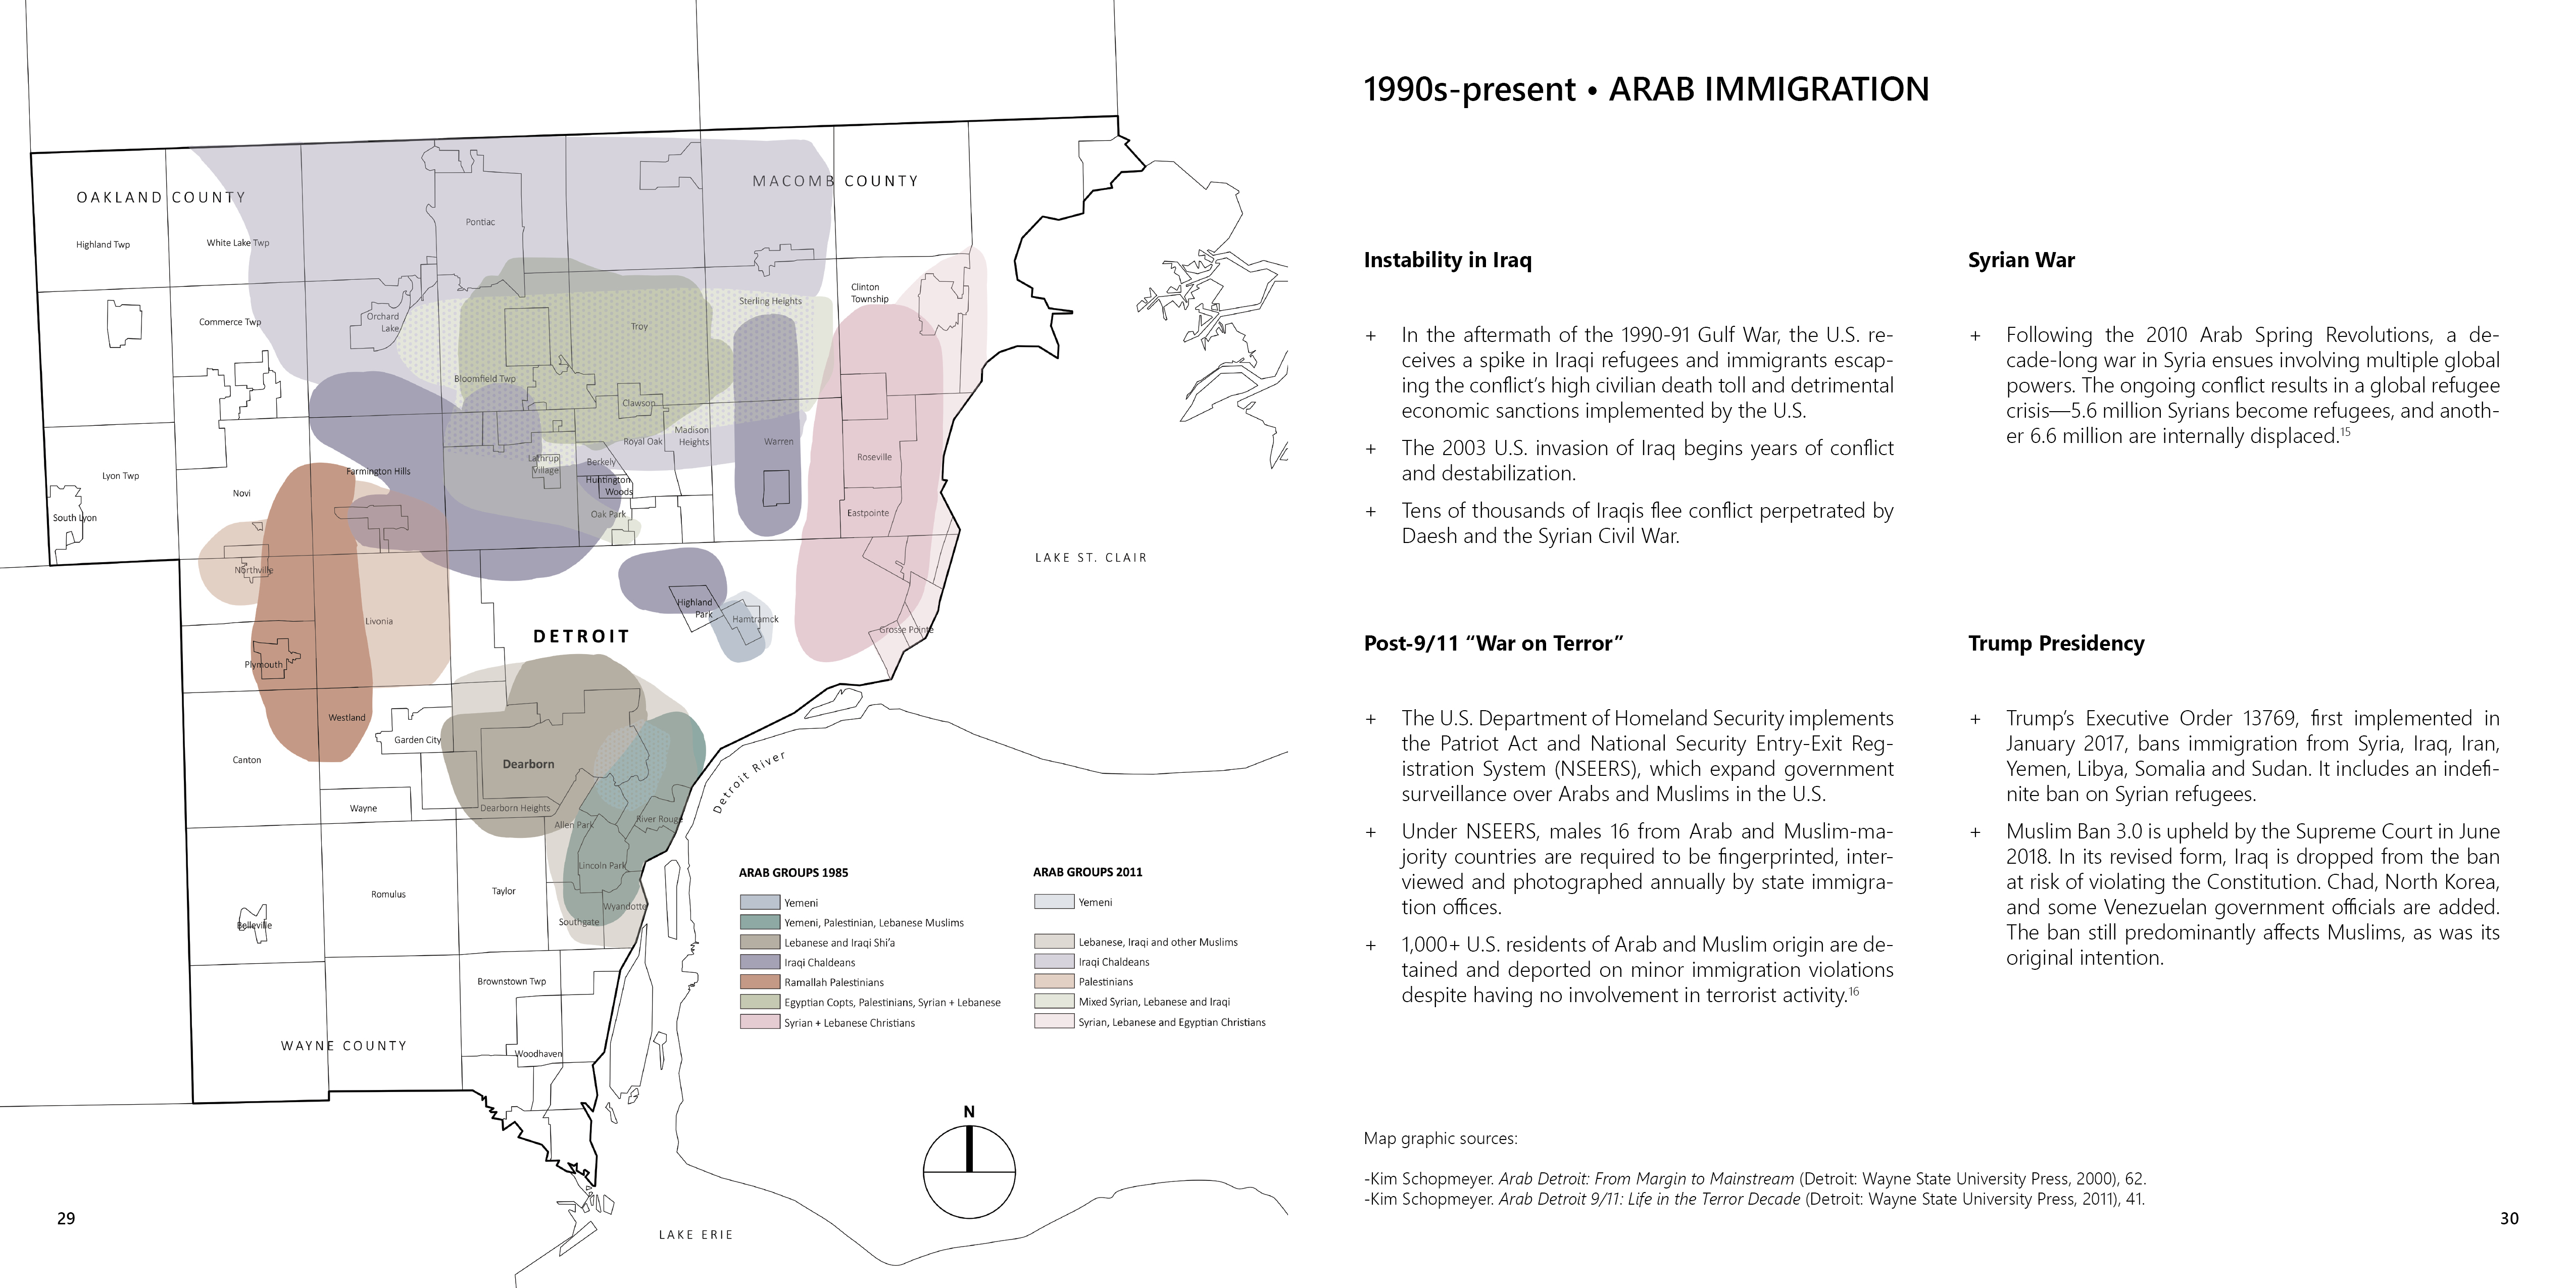 OAKLAND COUNTY
MACOMB COUNTY
Pontiac
Highland Twp
White Lake Twp
Clinton
Township
Sterling Heights
Orchard
Lake
Commerce Twp
Troy
Bloomfield Twp
Clawson
Madison
Heights
Royal Oak
Warren
Roseville
Lathrup
Village
Berkely
Farmington Hills
Lyon Twp
Huntington
Woods
Novi
South Lyon
Oak Park
Eastpointe
LAKE ST. CLAIR
Northville
Highland
Park
Hamtramck
Livonia
DETROIT
Grosse Pointe
Plymouth
Westland
Garden City
Canton
Dearborn
Detroit River
Wayne
Dearborn Heights
Allen Park
River Rouge
Lincoln Park
Romulus
Taylor
Wyandotte
Southgate
Belleville
Brownstown Twp
WAYNE COUNTY
Woodhaven
ARAB GROUPS 1985
Yemeni
Yemeni, Palestinian, Lebanese Muslims
Lebanese and Iraqi Shi’a
Iraqi Chaldeans
Ramallah Palestinians
Egyptian Copts, Palestinians, Syrian + Lebanese
Syrian + Lebanese Christians
ARAB GROUPS 2011
Yemeni
Lebanese, Iraqi and other Muslims
Iraqi Chaldeans
Palestinians
Mixed Syrian, Lebanese and Iraqi
Syrian, Lebanese and Egyptian Christians
N
LAKE ERIE
29
1990s-present • ARAB IMMIGRATION
Instability in Iraq
+ In the aftermath of the 1990-91 Gulf War, the U.S. re-
ceives a spike in Iraqi refugees and immigrants escap-
ing the conflict’s high civilian death toll and detrimental
economic sanctions implemented by the U.S.
+ The 2003 U.S. invasion of Iraq begins years of conflict
and destabilization.
+ Tens of thousands of Iraqis flee conflict perpetrated by
Daesh and the Syrian Civil War.
Syrian War
+ Following the 2010 Arab Spring Revolutions, a de-
cade-long war in Syria ensues involving multiple global
powers. The ongoing conflict results in a global refugee
crisis—5.6 million Syrians become refugees, and anoth-
er 6.6 million are internally displaced.15
Post-9/11 “War on Terror”
+ The U.S. Department of Homeland Security implements
the Patriot Act and National Security Entry-Exit Reg-
istration System (NSEERS), which expand government
surveillance over Arabs and Muslims in the U.S.
+ Under NSEERS, males 16 from Arab and Muslim-ma-
jority countries are required to be fingerprinted, inter-
viewed and photographed annually by state immigra-
tion offices.
+ 1,000+ U.S. residents of Arab and Muslim origin are de-
tained and deported on minor immigration violations
despite having no involvement in terrorist activity.16
Trump Presidency
+ Trump’s Executive Order 13769, first implemented in
January 2017, bans immigration from Syria, Iraq, Iran,
Yemen, Libya, Somalia and Sudan. It includes an indefi-
nite ban on Syrian refugees.
+ Muslim Ban 3.0 is upheld by the Supreme Court in June
2018. In its revised form, Iraq is dropped from the ban
at risk of violating the Constitution. Chad, North Korea,
and some Venezuelan government officials are added.
The ban still predominantly affects Muslims, as was its
original intention.
Map graphic sources:
-Kim Schopmeyer. Arab Detroit: From Margin to Mainstream (Detroit: Wayne State University Press, 2000), 62.
-Kim Schopmeyer. Arab Detroit 9/11: Life in the Terror Decade (Detroit: Wayne State University Press, 2011), 41.
30